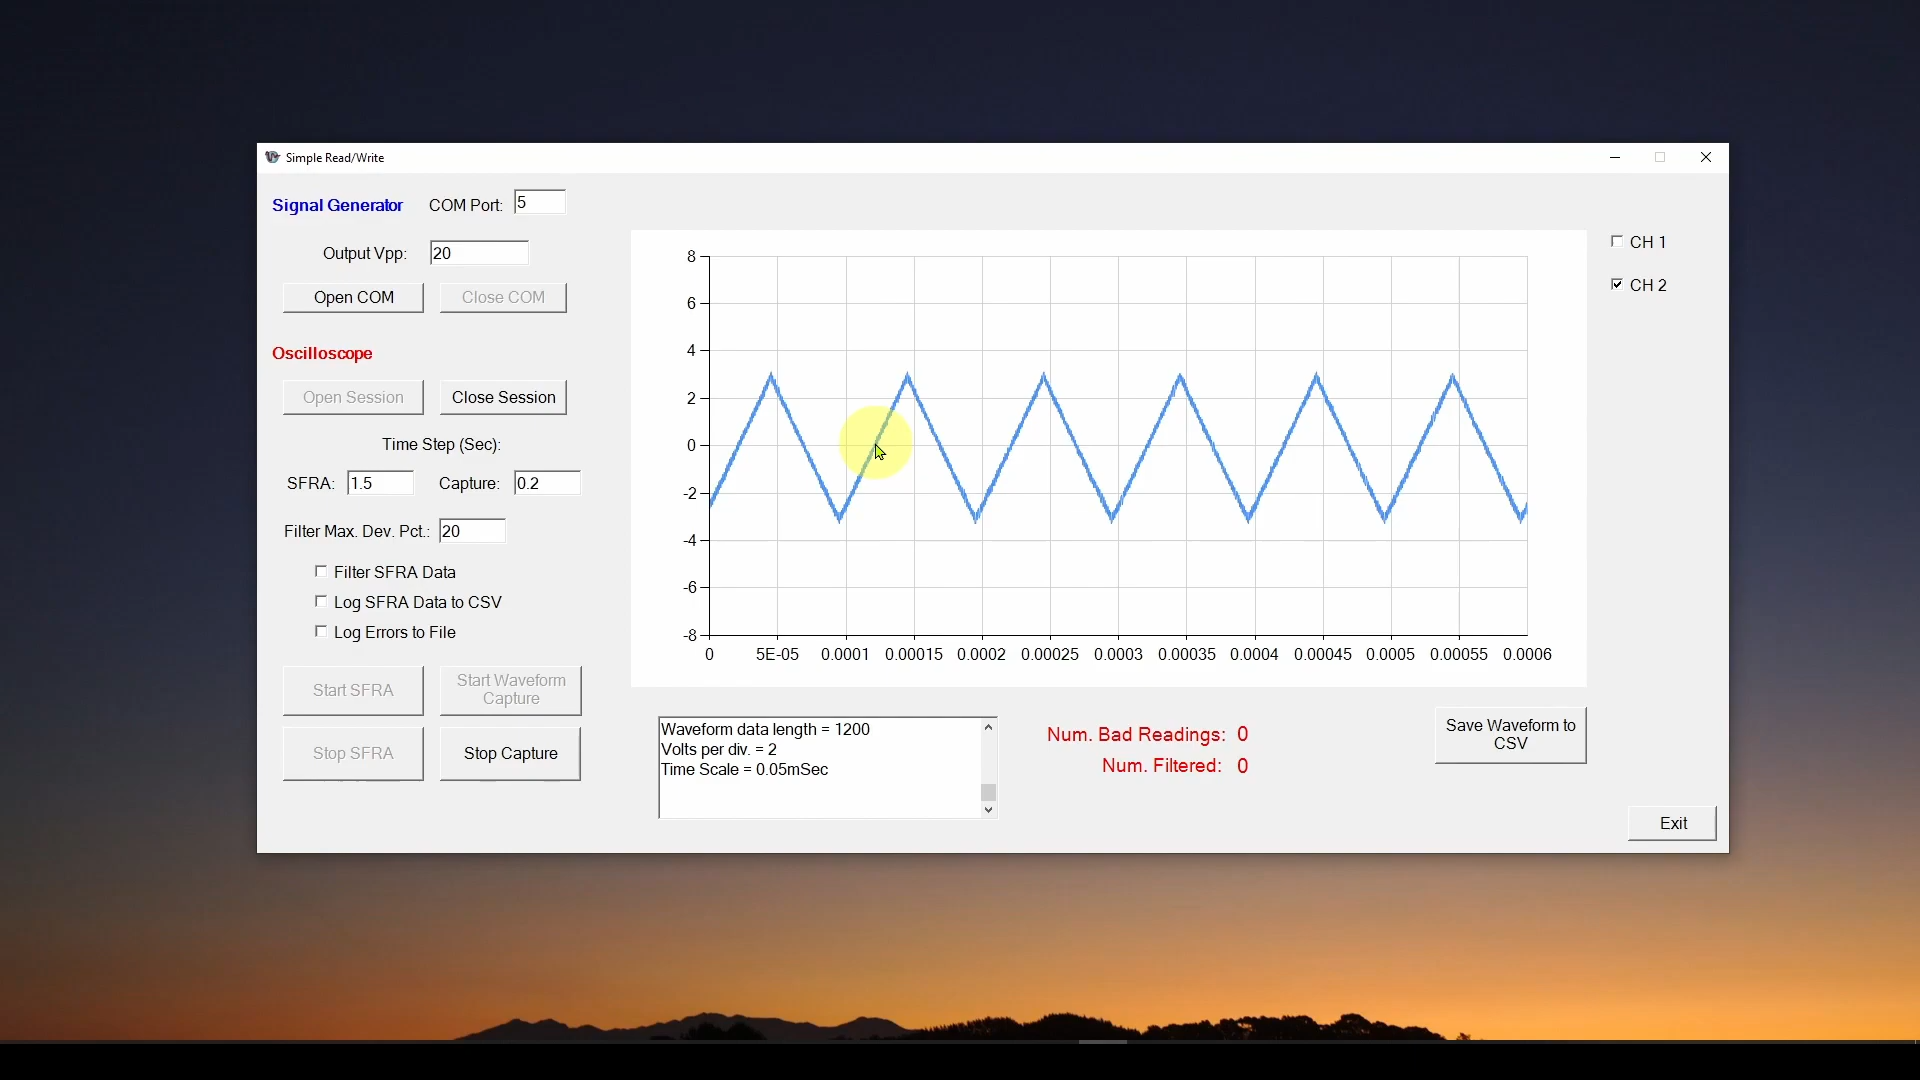 Simple Read/Write
Signal Generator
COM Port:
5
Output Vpp:
20
Open COM
Close COM
Oscilloscope
Open Session
Close Session
Time Step (Sec):
SFRA:
1.5
Capture:
0.2
Filter Max. Dev. Pct.:
20
Filter SFRA Data
Log SFRA Data to CSV
Log Errors to File
Start SFRA
Start Waveform
Capture
Stop SFRA
Stop Capture
8
6
4
2
0
-2
-4
-6
-8
0
5E-05
0.0001
0.00015
0.0002
0.00025
0.0003
0.00035
0.0004
0.00045
0.0005
0.00055
0.0006
CH 1
CH 2
Waveform data length = 1200
Volts per div. = 2
Time Scale = 0.05mSec
Num. Bad Readings: 0
Num. Filtered: 0
Save Waveform to
CSV
Exit